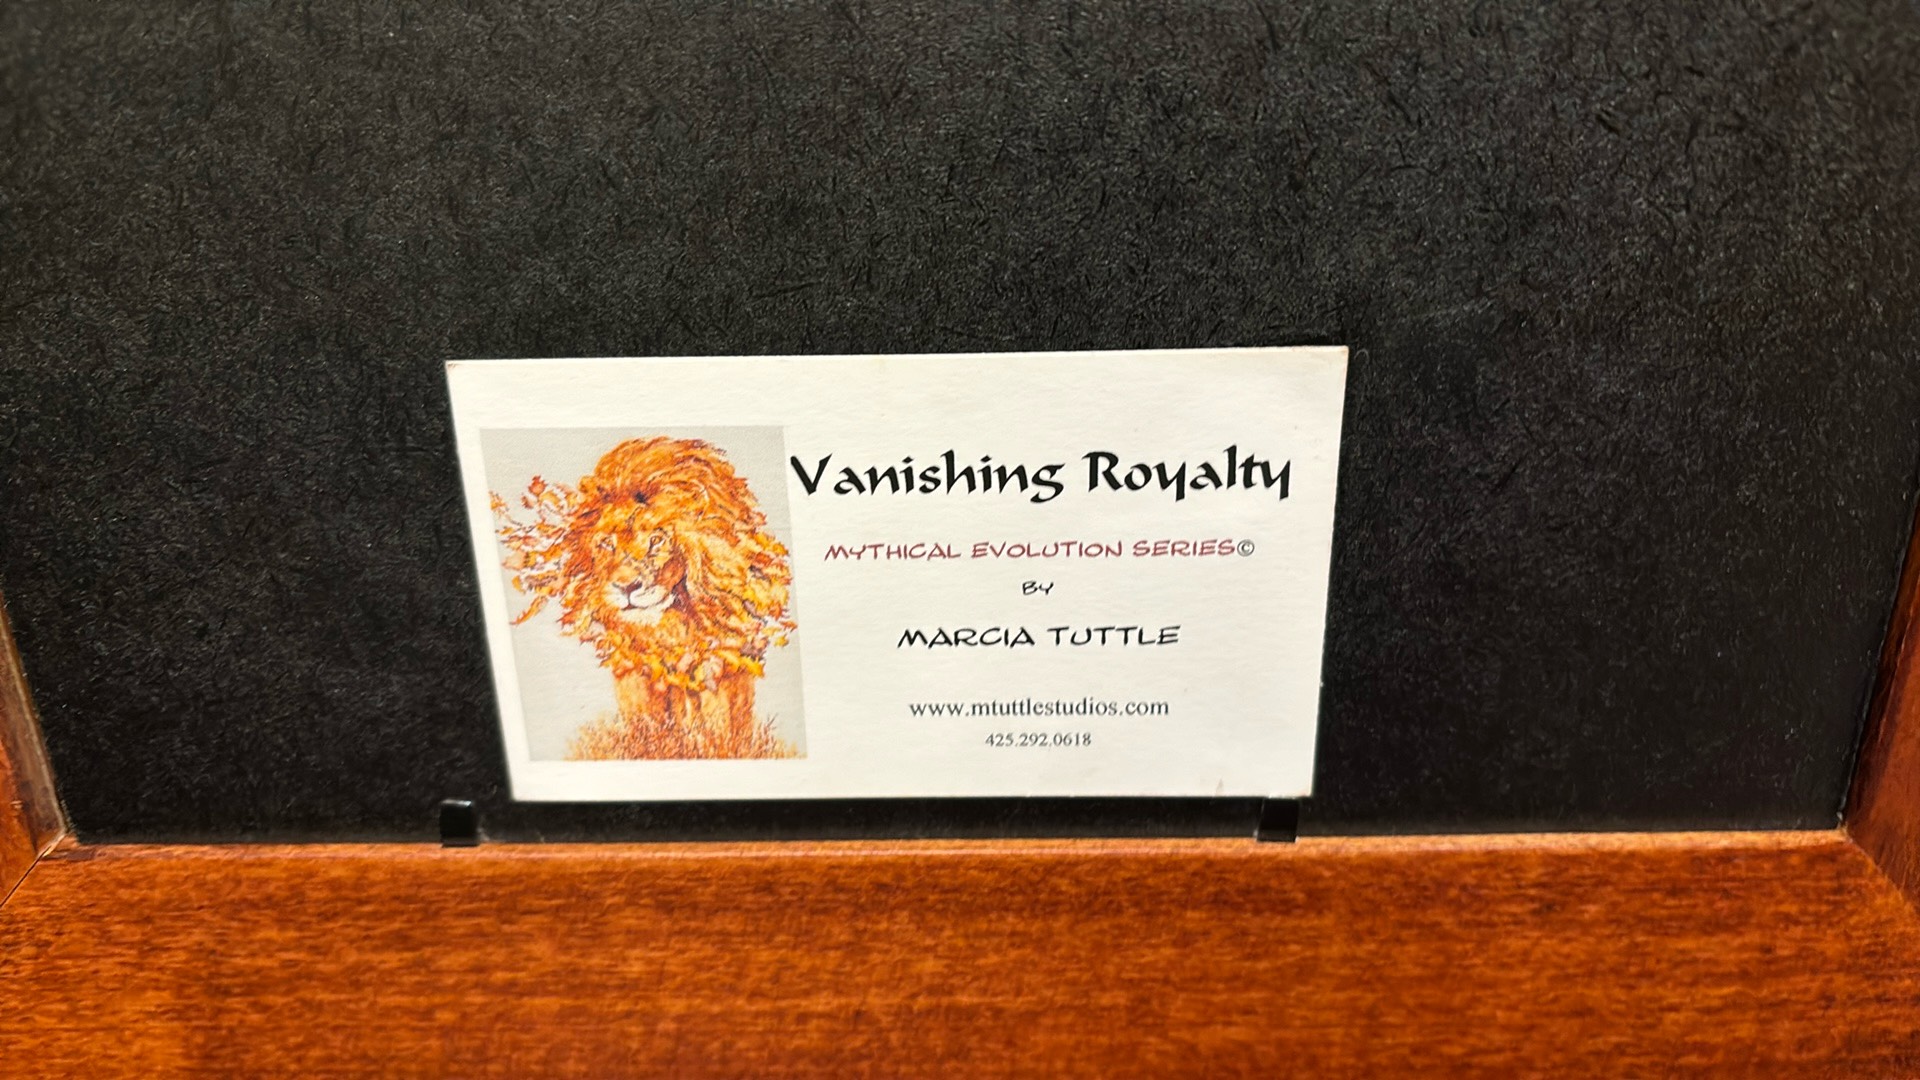 Vanishing Royalty
MYTHICAL EVOLUTION SERIES©
BY
MARCIA TUTTLE
www.mtuttlestudios.com
425.292.0618